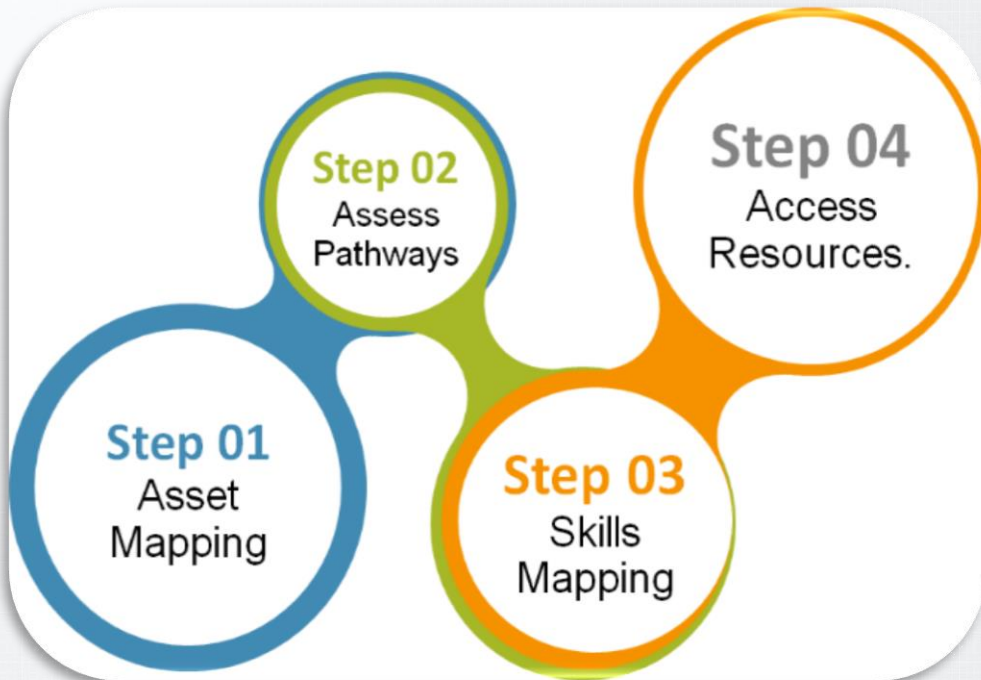 Step 01
Asset
Mapping
Step 02
Assess
Pathways
Step 03
Skills
Mapping
Step 04
Access
Resources.